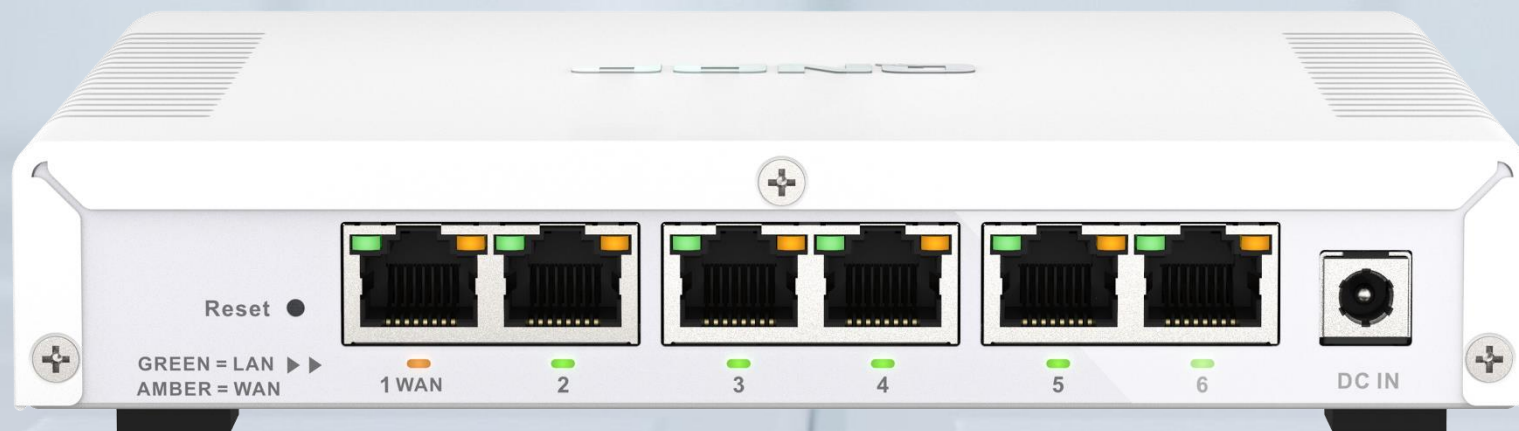 Reset
GREEN = LAN ▶ ▶
AMBER = WAN
1 WAN
2
3
4
5
6
DC IN